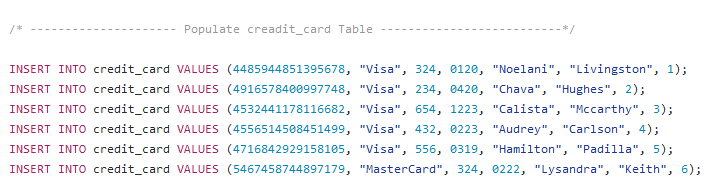 /* --------------------- Populate creadit_card Table --------------------------*/
INSERT INTO credit_card VALUES (4485944851395678, "Visa", 324, 0120, "Noelani", "Livingston", 1);
INSERT INTO credit_card VALUES (4916578400997748, "Visa", 234, 0420, "Chava", "Hughes", 2);
INSERT INTO credit_card VALUES (4532441178116682, "Visa", 654, 1223, "Calista", "Mccarthy", 3);
INSERT INTO credit_card VALUES (4556514508451499, "Visa", 432, 0223, "Audrey", "Carlson", 4);
INSERT INTO credit_card VALUES (4716842929158105, "Visa", 556, 0319, "Hamilton", "Padilla", 5);
INSERT INTO credit_card VALUES (5467458744897179, "MasterCard", 324, 0222, "Lysandra", "Keith", 6);